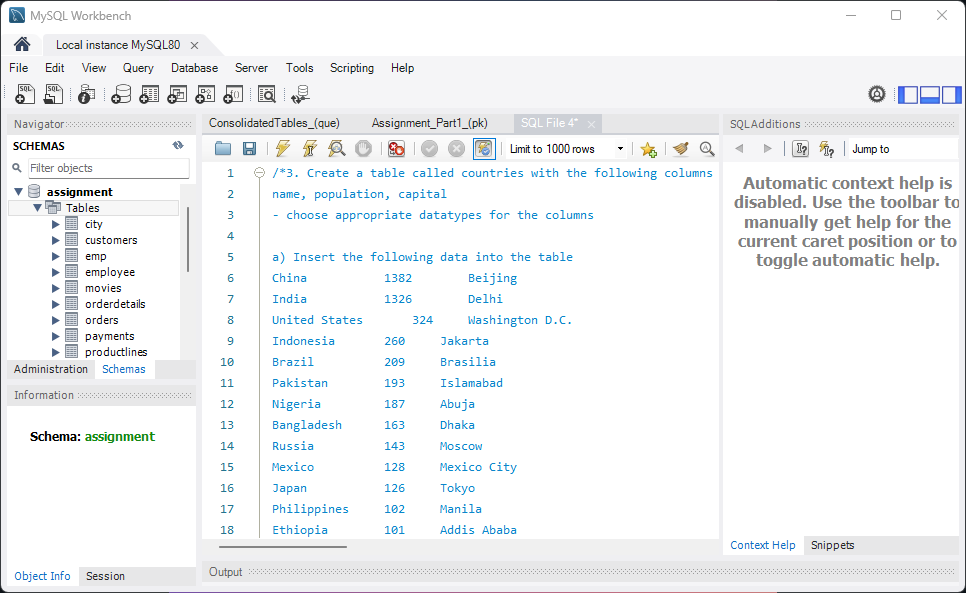 MySQL Workbench
Local instance MySQL80
File Edit View Query Database Server Tools Scripting Help
Navigator
SCHEMAS
Filter objects
assignment
Tables
city
customers
emp
employee
movies
orderdetails
orders
payments
productlines
Administration Schemas
Information
Schema: assignment
Object Info Session
ConsolidatedTables_(que) Assignment_Part1_(pk) SQL File 4*
Limit to 1000 rows
1 /*3. Create a table called countries with the following columns
2 name, population, capital
3 - choose appropriate datatypes for the columns
4
5 a) Insert the following data into the table
6 China 1382 Beijing
7 India 1326 Delhi
8 United States 324 Washington D.C.
9 Indonesia 260 Jakarta
10 Brazil 209 Brasilia
11 Pakistan 193 Islamabad
12 Nigeria 187 Abuja
13 Bangladesh 163 Dhaka
14 Russia 143 Moscow
15 Mexico 128 Mexico City
16 Japan 126 Tokyo
17 Philippines 102 Manila
18 Ethiopia 101 Addis Ababa
Output
SQLAdditions
Jump to
Automatic context help is
disabled. Use the toolbar to
manually get help for the
current caret position or to
toggle automatic help.
Context Help Snippets